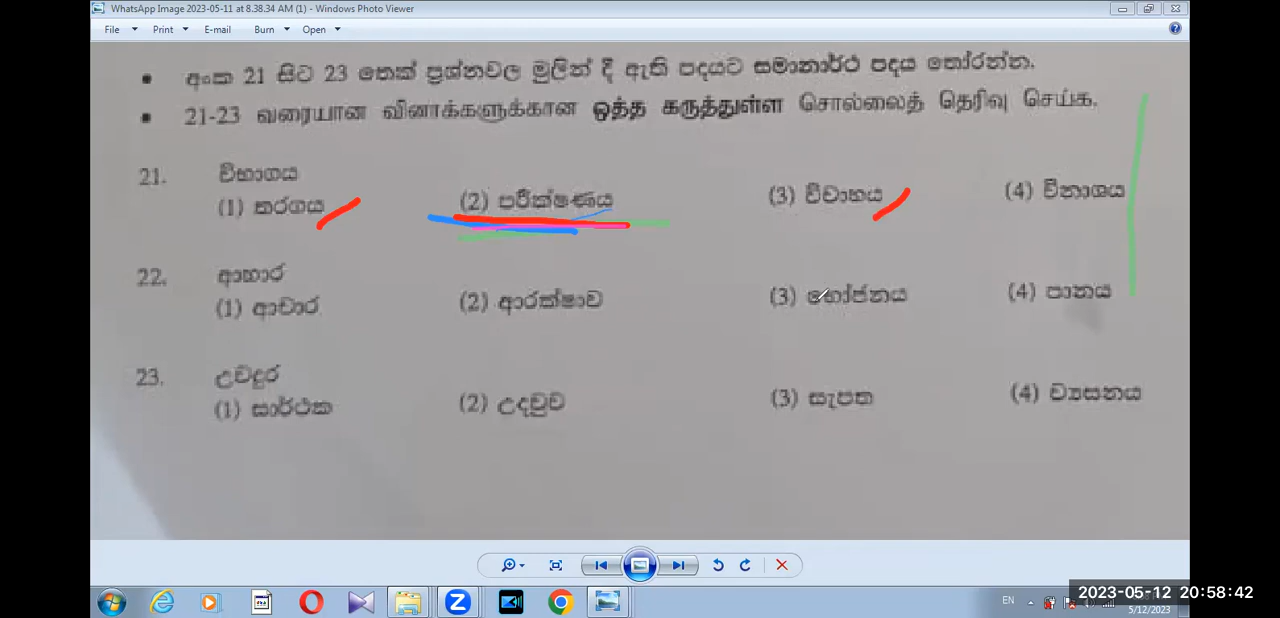 WhatsApp Image 2023-05-11 at 8.38.34 AM (1) - Windows Photo Viewer
File Print E-mail Burn Open
• අංක 21 සිට 23 තෙක් ප්‍රශ්නවල මුලින් දී ඇති පදයට සමානාර්ථ පදය තෝරන්න.
• 21-23 வரையான வினாக்களுக்கான ஒத்த கருத்துள்ள சொல்லைத் தெரிவு செய்க.
21. විභාගය
(1) තරගය (2) පරීක්ෂණය (3) විවාහය (4) විනාශය
22. ආහාර
(1) ආචාර (2) ආරක්ෂාව (3) භෝජනය (4) පානය
23. උවදුර
(1) සාර්ථක (2) උදව්ව (3) සැපත (4) ව්‍යසනය
EN
2023-05-12 20:58:42
5/12/2023